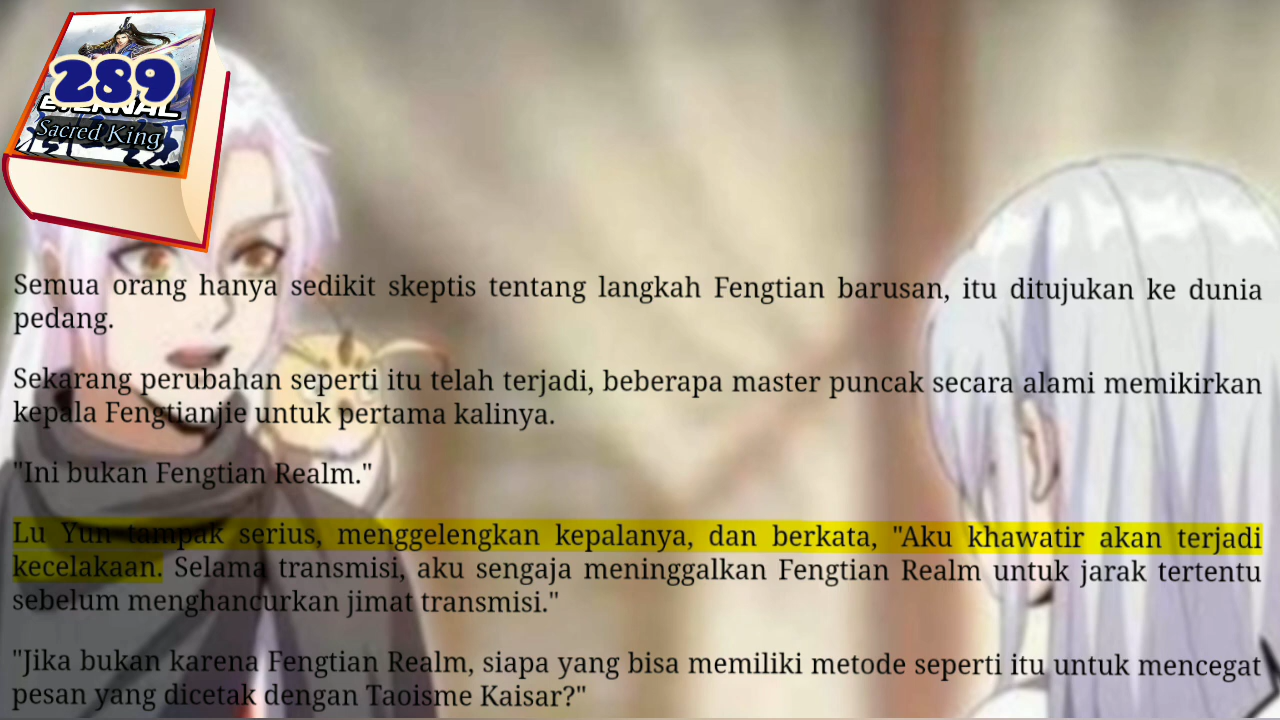 289
ETERNAL
Sacred King
Semua orang hanya sedikit skeptis tentang langkah Fengtian barusan, itu ditujukan ke dunia
pedang.
Sekarang perubahan seperti itu telah terjadi, beberapa master puncak secara alami memikirkan
kepala Fengtianjie untuk pertama kalinya.
"Ini bukan Fengtian Realm."
Lu Yun tampak serius, menggelengkan kepalanya, dan berkata, "Aku khawatir akan terjadi
kecelakaan. Selama transmisi, aku sengaja meninggalkan Fengtian Realm untuk jarak tertentu
sebelum menghancurkan jimat transmisi."
"Jika bukan karena Fengtian Realm, siapa yang bisa memiliki metode seperti itu untuk mencegat
pesan yang dicetak dengan Taoisme Kaisar?"